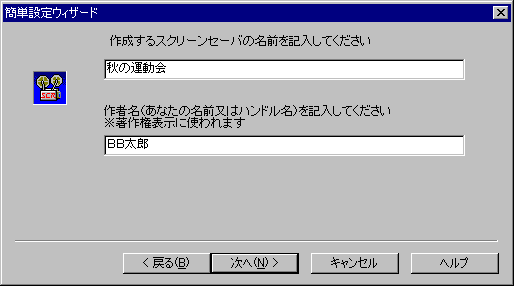 簡単設定ウィザード
作成するスクリーンセーバの名前を記入してください
秋の運動会
SCR
作者名(あなたの名前又はハンドル名)を記入してください
※著作権表示に使われます
BB太郎
< 戻る(B) 次へ(N) > キャンセル ヘルプ